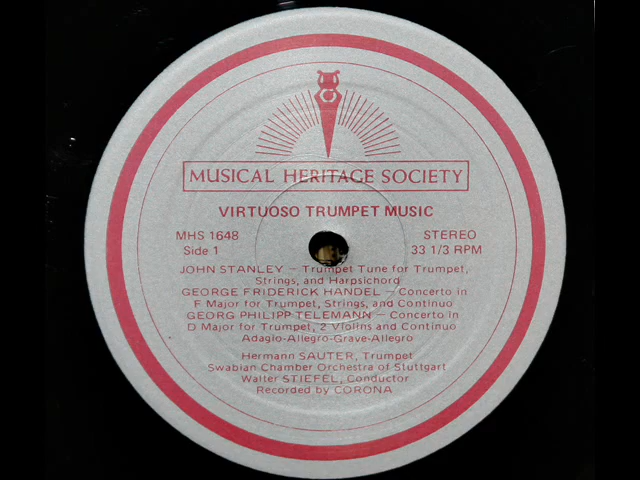 MUSICAL HERITAGE SOCIETY
VIRTUOSO TRUMPET MUSIC
MHS 1648 STEREO
Side 1 33 1/3 RPM
JOHN STANLEY — Trumpet Tune for Trumpet,
Strings, and Harpsichord
GEORGE FRIDERICK HANDEL — Concerto in
F Major for Trumpet, Strings, and Continuo
GEORG PHILIPP TELEMANN — Concerto in
D Major for Trumpet, 2 Violins and Continuo
Adagio-Allegro-Grave-Allegro
Hermann SAUTER, Trumpet
Swabian Chamber Orchestra of Stuttgart
Walter STIEFEL, Conductor
Recorded by CORONA